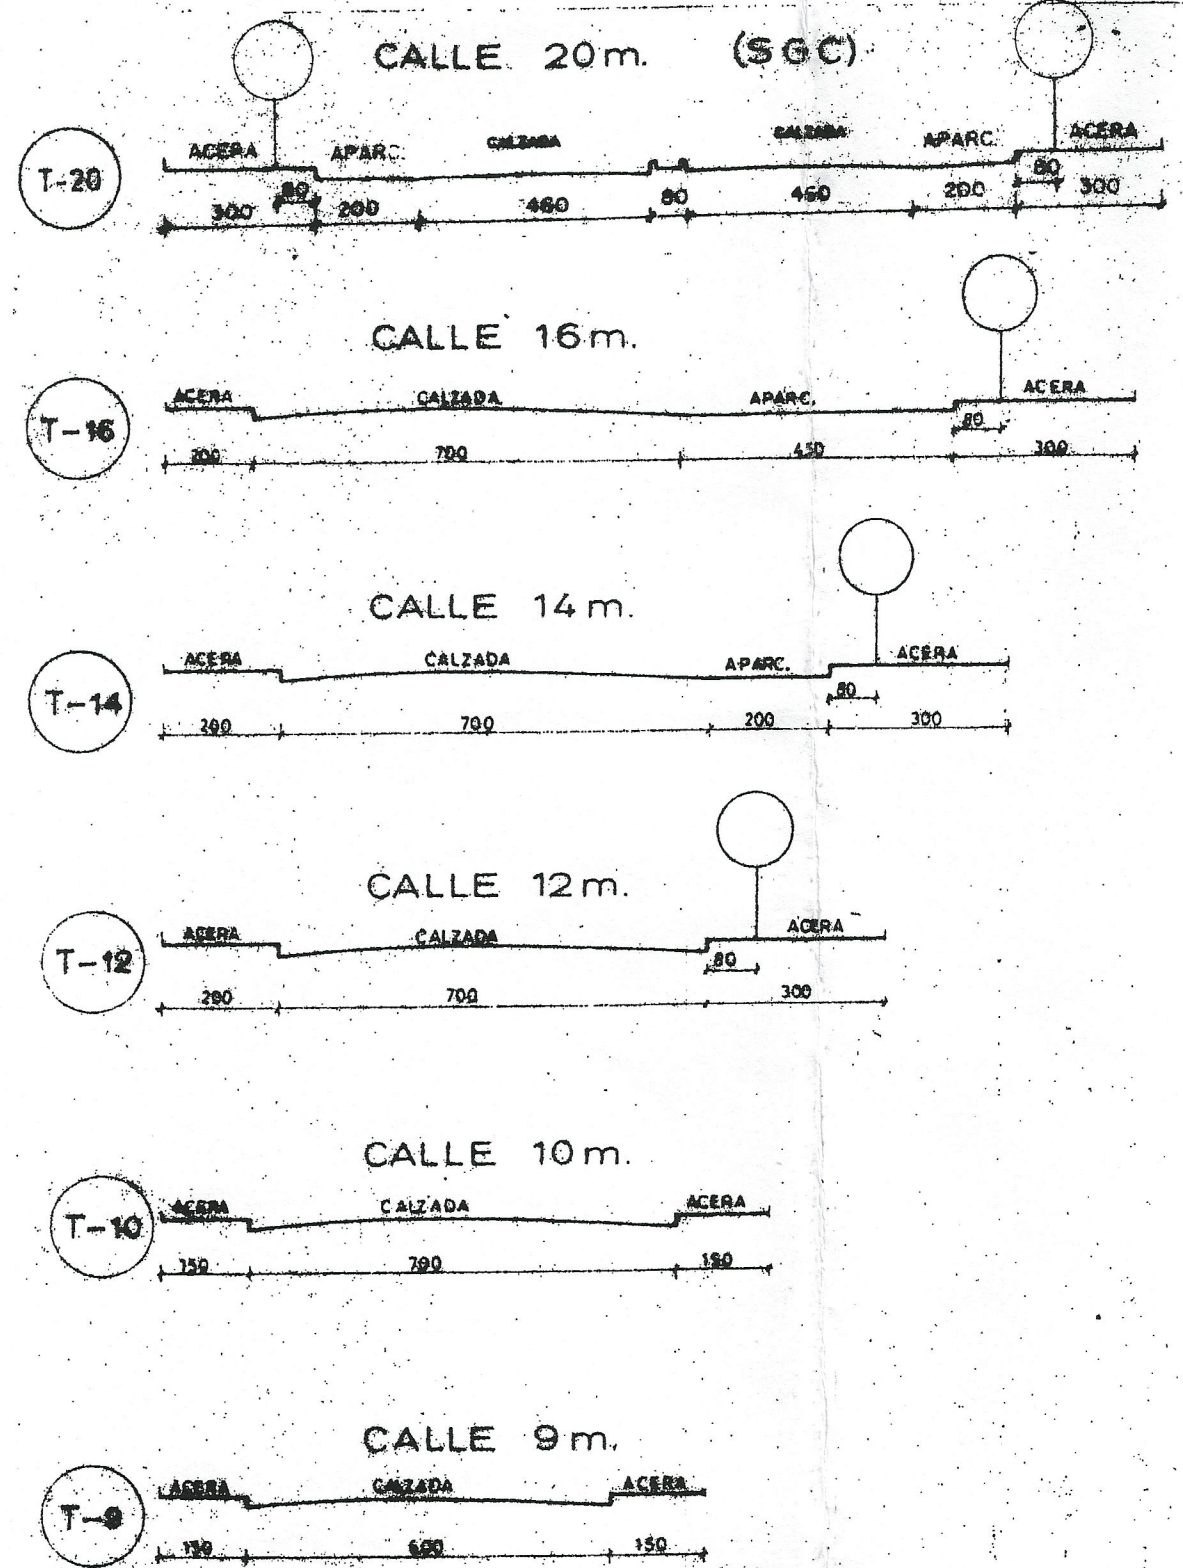 CALLE 20m. (SGC)
ACERA APARC. CALZADA CALZADA APARC. ACERA
T-20
80 80
300 200 460 80 460 200 300
CALLE 16m.
ACERA CALZADA APARC. ACERA
T-16
80
700 300
CALLE 14m.
ACERA CALZADA APARC. ACERA
T-14
80
200 700 200 300
CALLE 12m.
ACERA CALZADA ACERA
T-12
80
200 700 300
CALLE 10m.
ACERA CALZADA ACERA
T-10
150 700 150
CALLE 9m.
ACERA CALZADA ACERA
T-9
150 600 150